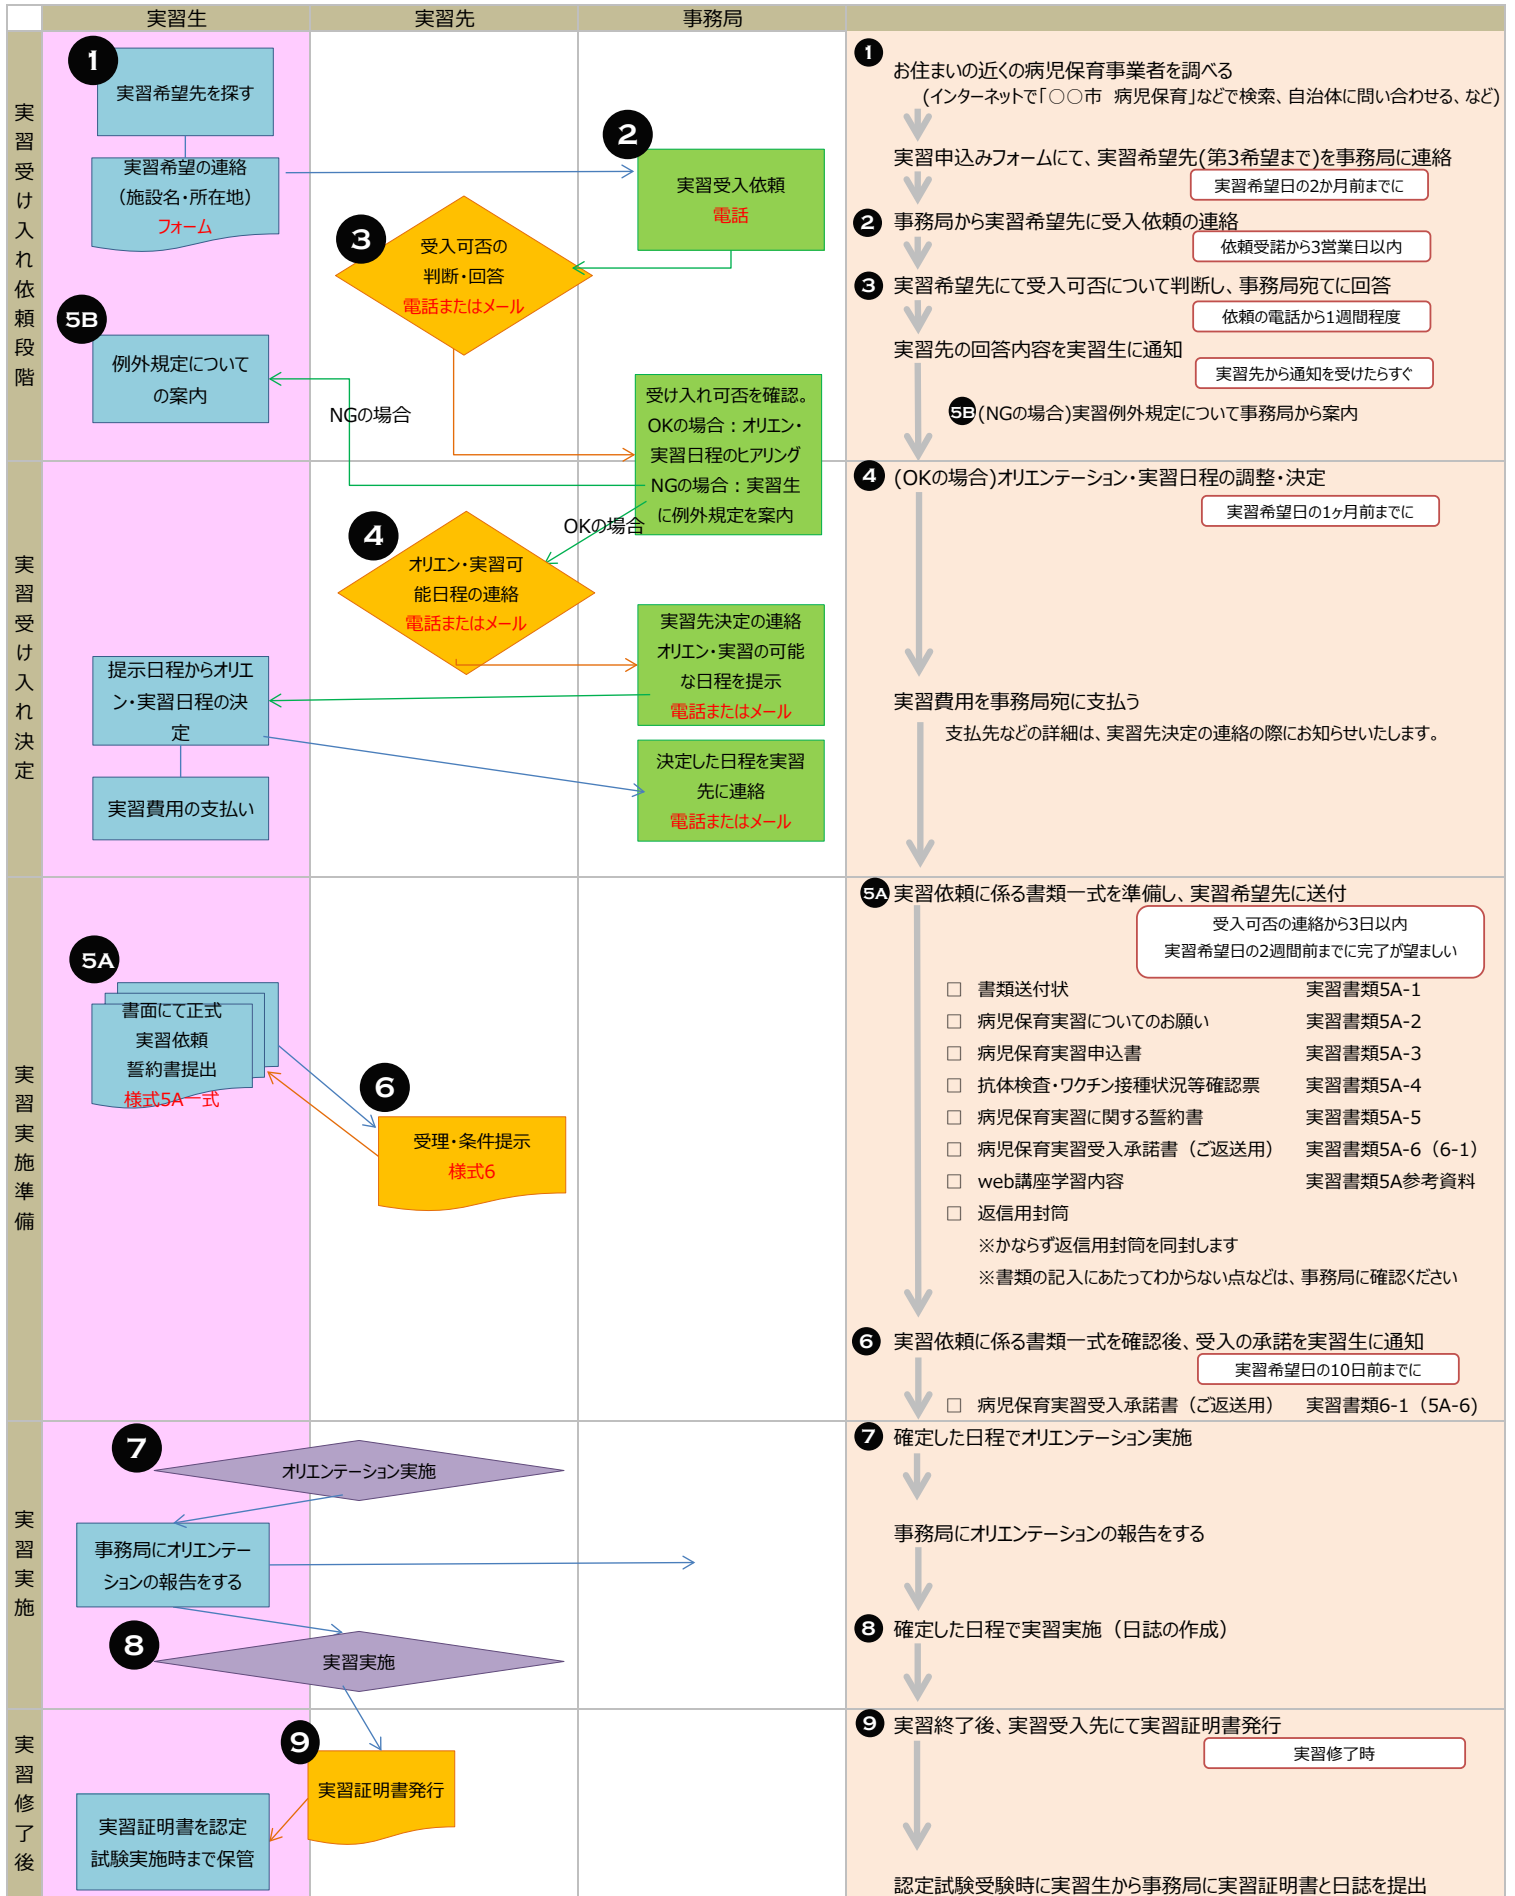 実習生
実習先
事務局
実習受け入れ依頼段階
1
実習希望先を探す
実習希望の連絡
（施設名・所在地）
フォーム
2
実習受入依頼
電話
3
受入可否の
判断・回答
電話またはメール
5B
例外規定について
の案内
NGの場合
受け入れ可否を確認。
OKの場合：オリエン・
実習日程のヒアリング
NGの場合：実習生
に例外規定を案内
OKの場合
1
お住まいの近くの病児保育事業者を調べる
(インターネットで「○○市　病児保育」などで検索、自治体に問い合わせる、など)
実習申込みフォームにて、実習希望先(第3希望まで)を事務局に連絡
実習希望日の2か月前までに
2 事務局から実習希望先に受入依頼の連絡
依頼受諾から3営業日以内
3 実習希望先にて受入可否について判断し、事務局宛てに回答
依頼の電話から1週間程度
実習先の回答内容を実習生に通知
実習先から通知を受けたらすぐ
5B (NGの場合)実習例外規定について事務局から案内
実習受け入れ決定
4
オリエン・実習可
能日程の連絡
電話またはメール
実習先決定の連絡
オリエン・実習の可能
な日程を提示
電話またはメール
提示日程からオリエ
ン・実習日程の決
定
決定した日程を実習
先に連絡
電話またはメール
実習費用の支払い
4 (OKの場合)オリエンテーション・実習日程の調整・決定
実習希望日の1ヶ月前までに
実習費用を事務局宛に支払う
支払先などの詳細は、実習先決定の連絡の際にお知らせいたします。
実習実施準備
5A
書面にて正式
実習依頼
誓約書提出
様式5A一式
6
受理・条件提示
様式6
5A 実習依頼に係る書類一式を準備し、実習希望先に送付
受入可否の連絡から3日以内
実習希望日の2週間前までに完了が望ましい
□ 書類送付状 実習書類5A-1
□ 病児保育実習についてのお願い 実習書類5A-2
□ 病児保育実習申込書 実習書類5A-3
□ 抗体検査・ワクチン接種状況等確認票 実習書類5A-4
□ 病児保育実習に関する誓約書 実習書類5A-5
□ 病児保育実習受入承諾書（ご返送用） 実習書類5A-6（6-1）
□ web講座学習内容 実習書類5A参考資料
□ 返信用封筒
※かならず返信用封筒を同封します
※書類の記入にあたってわからない点などは、事務局に確認ください
6 実習依頼に係る書類一式を確認後、受入の承諾を実習生に通知
実習希望日の10日前までに
□ 病児保育実習受入承諾書（ご返送用） 実習書類6-1（5A-6)
実習実施
7
オリエンテーション実施
事務局にオリエンテー
ションの報告をする
8
実習実施
7 確定した日程でオリエンテーション実施
事務局にオリエンテーションの報告をする
8 確定した日程で実習実施（日誌の作成）
実習修了後
9
実習証明書発行
実習証明書を認定
試験実施時まで保管
9 実習終了後、実習受入先にて実習証明書発行
実習修了時
認定試験受験時に実習生から事務局に実習証明書と日誌を提出